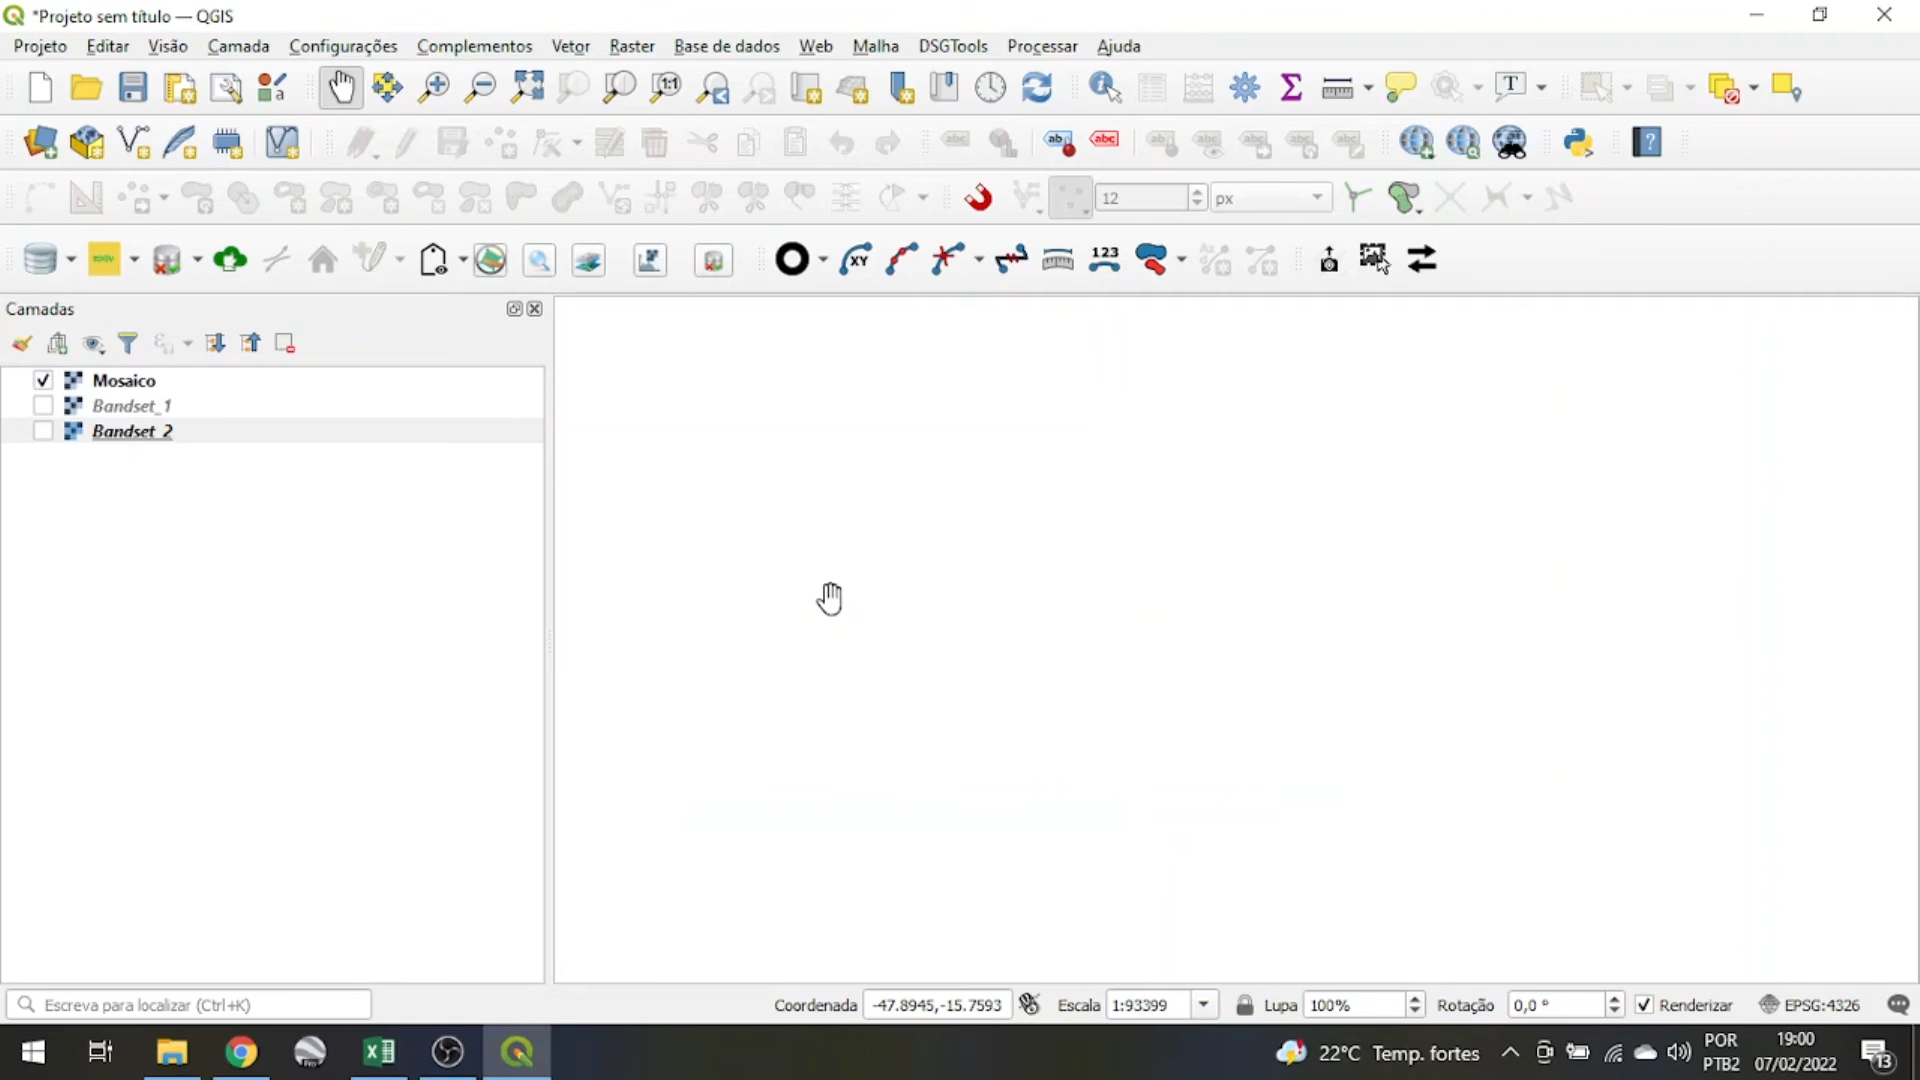 *Projeto sem título — QGIS
Projeto Editar Visão Camada Configurações Complementos Vetor Raster Base de dados Web Malha DSGTools Processar Ajuda
12 px
XY 123
Camadas
Mosaico
Bandset_1
Bandset_2
Escreva para localizar (Ctrl+K) Coordenada -47.8945,-15.7593 Escala 1:93399 Lupa 100% Rotação 0,0 ° Renderizar EPSG:4326
22°C Temp. fortes POR 19:00
PTB2 07/02/2022 13